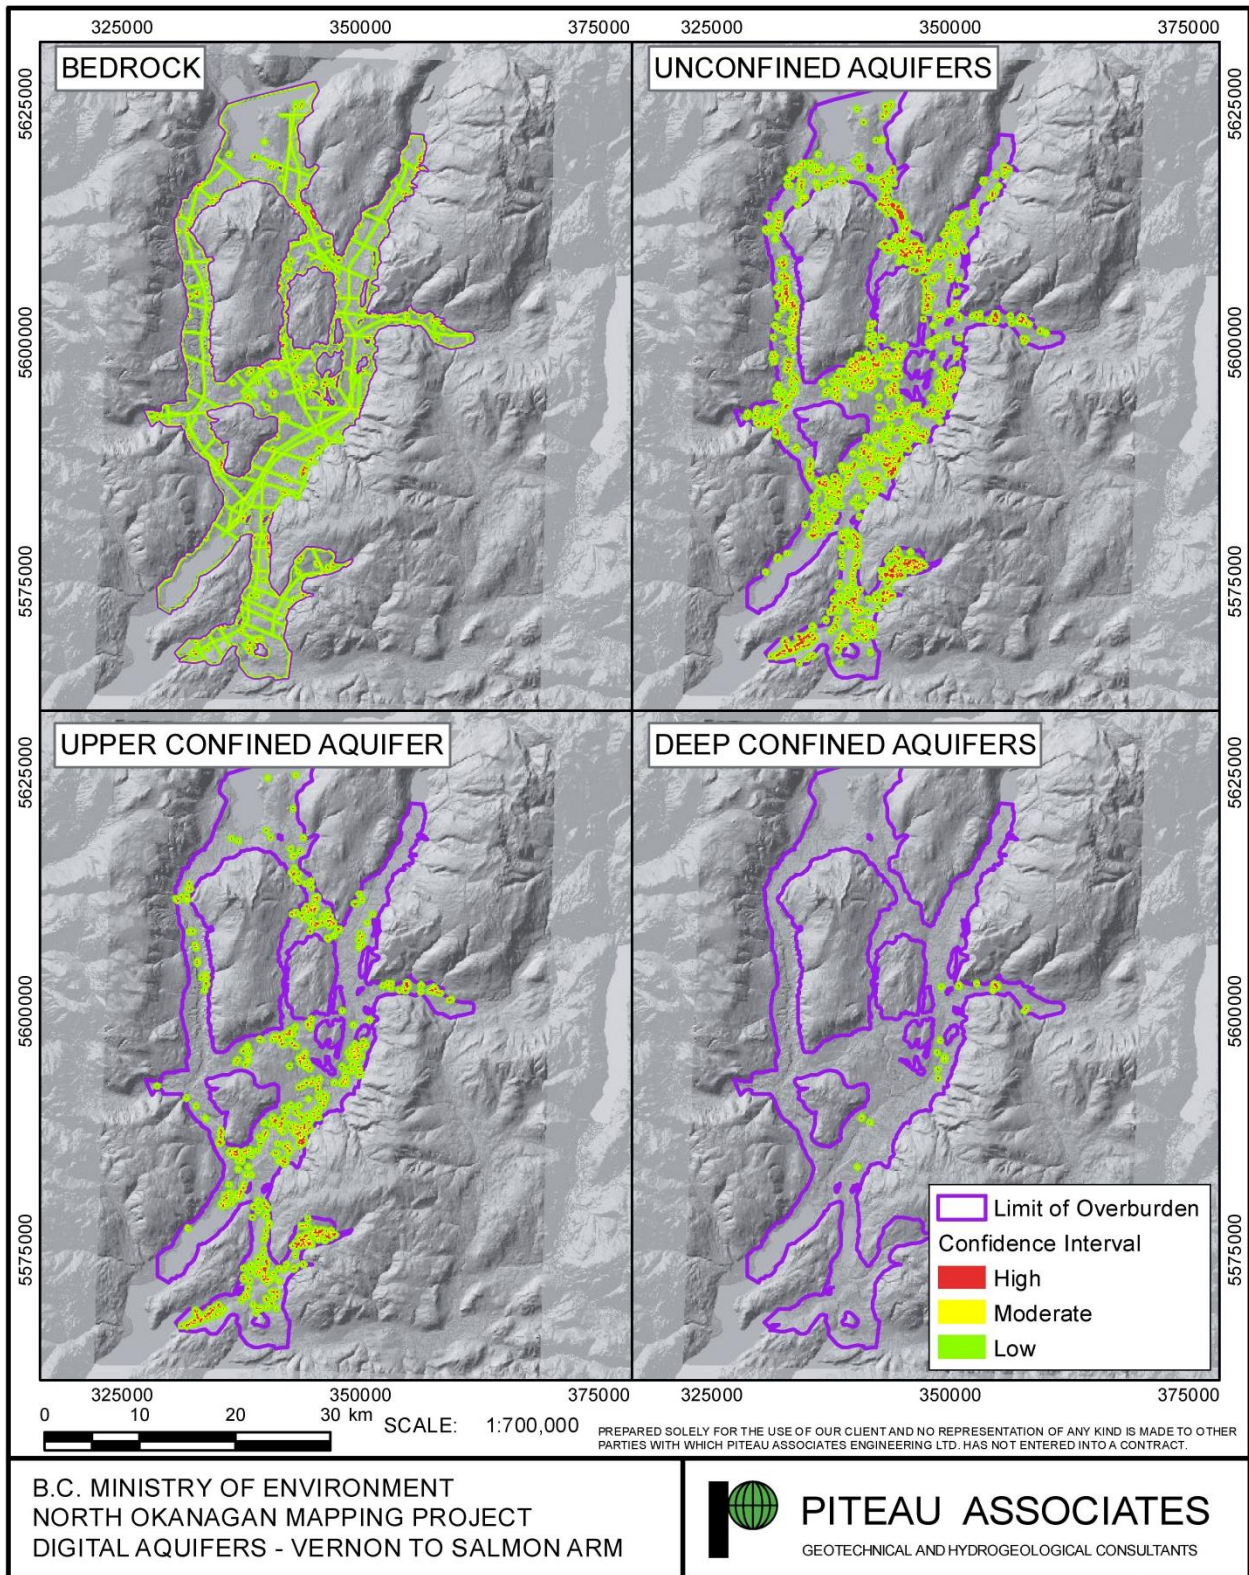 325000 350000 375000 325000 350000 375000
BEDROCK
UNCONFINED AQUIFERS
5625000
5600000
5575000
5625000
5600000
5575000
UPPER CONFINED AQUIFER
DEEP CONFINED AQUIFERS
5625000
5600000
5575000
5625000
5600000
5575000
Limit of Overburden
Confidence Interval
High
Moderate
Low
325000 350000 375000 325000 350000 375000
0 10 20 30 km
SCALE: 1:700,000
PREPARED SOLELY FOR THE USE OF OUR CLIENT AND NO REPRESENTATION OF ANY KIND IS MADE TO OTHER
PARTIES WITH WHICH PITEAU ASSOCIATES ENGINEERING LTD. HAS NOT ENTERED INTO A CONTRACT.
B.C. MINISTRY OF ENVIRONMENT
NORTH OKANAGAN MAPPING PROJECT
DIGITAL AQUIFERS - VERNON TO SALMON ARM
PITEAU ASSOCIATES
GEOTECHNICAL AND HYDROGEOLOGICAL CONSULTANTS